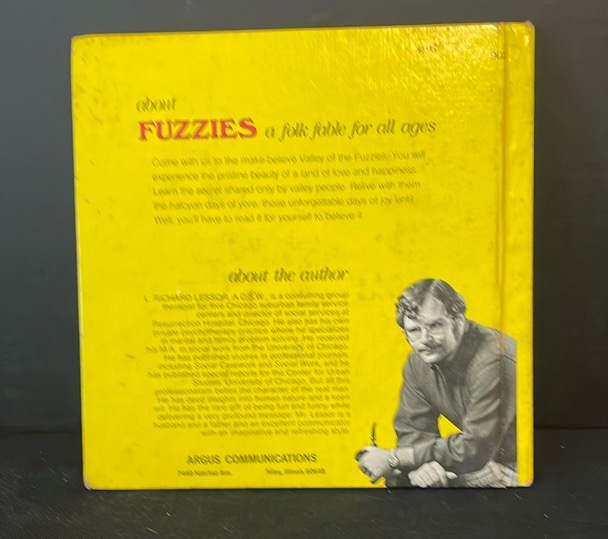 about
FUZZIES a folk fable for all ages
Come with us to the make-believe Valley of the Fuzzies. You will
experience the pristine beauty of a land of love and happiness.
Learn the secret shared only by valley people. Relive with them
the halcyon days of yore, those unforgettable days of joy until
Well, you'll have to read it for yourself to believe it.
about the author
L. RICHARD LESSOR, A.C.S.W., is a consulting group
therapist for five Chicago suburban family service
centers and director of social services at
Resurrection Hospital, Chicago. He also has his own
private psychotherapy practice where he specializes
in marital and family problem solving. He received
his M.A. in social work from the University of Chicago.
He has published studies in professional journals,
including Social Casework and Social Work, and he
has authored special reports for the Center for Urban
Studies, University of Chicago. But all this
professionalism belies the character of the real man.
He has deep insights into human nature and a keen
wit. He has the rare gift of being fun and funny while
delivering a very profound message. Mr. Lessor is a
husband and a father and an excellent communicator
with an imaginative and refreshing style.
ARGUS COMMUNICATIONS
7440 Natchez Ave. Niles, Illinois 60648